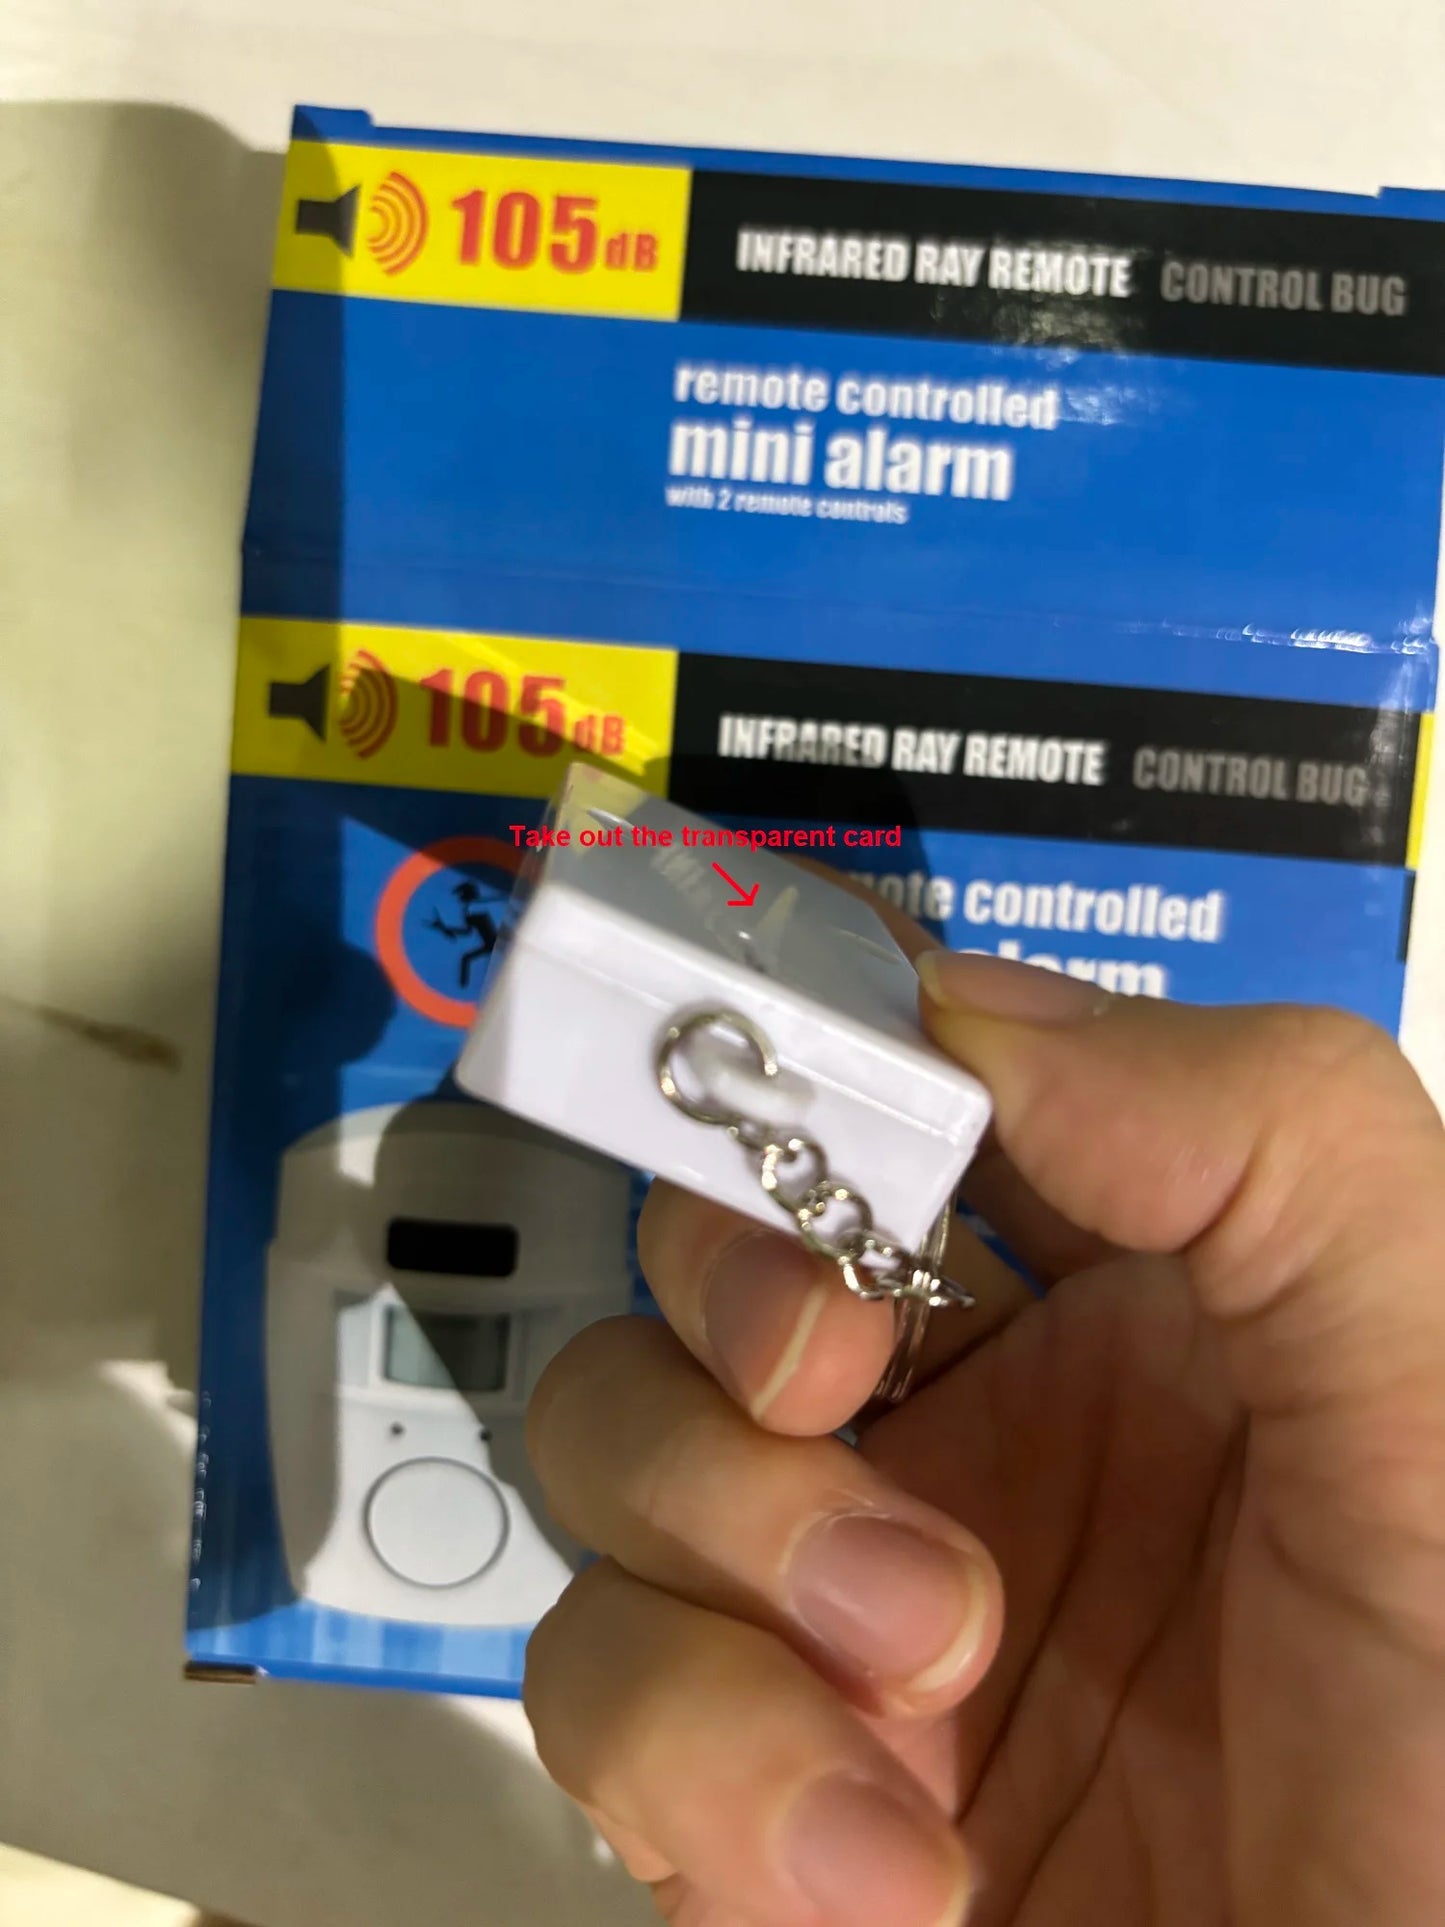 105dB
INFRARED RAY REMOTE CONTROL BUG
remote controlled
mini alarm
with 2 remote controls
105dB
INFRARED RAY REMOTE CONTROL BUG
Take out the transparent card
controlled
alarm